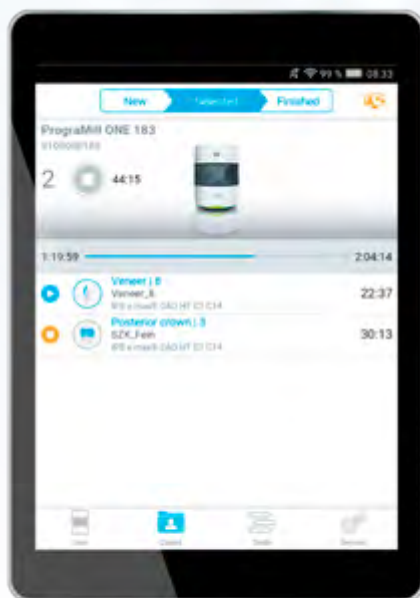 99 % 08:33
New Selected Finished
PrograMill ONE 183
2 44:15
1:19:59 2:04:14
Veneer | 8
Veneer_8 22:37
Posterior crown | 3
SZK_Fein 30:13